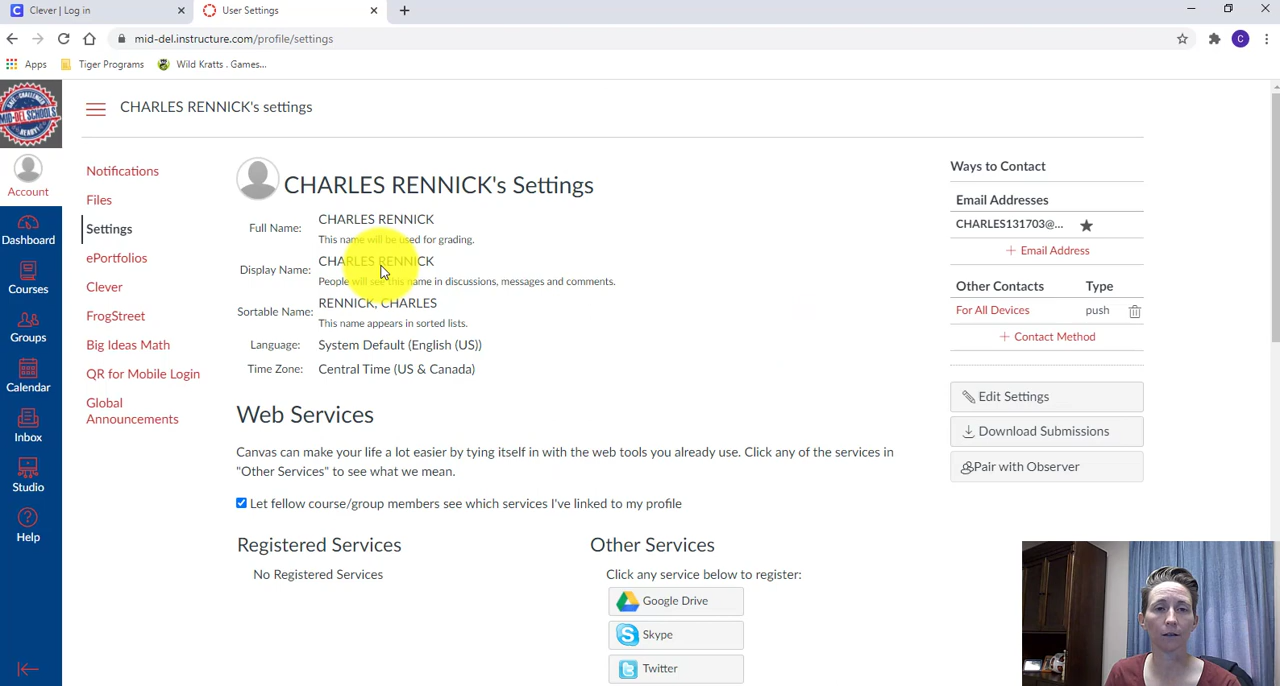 Clever | Log in
User Settings
mid-del.instructure.com/profile/settings
C
Apps
Tiger Programs
Wild Kratts . Games...
MID-DEL SCHOOLS
CHARLES RENNICK's settings
Account
Dashboard
Courses
Groups
Calendar
Inbox
Studio
Help
Notifications
Files
Settings
ePortfolios
Clever
FrogStreet
Big Ideas Math
QR for Mobile Login
Global
Announcements
CHARLES RENNICK's Settings
Full Name: CHARLES RENNICK
This name will be used for grading.
Display Name: CHARLES RENNICK
People will see this name in discussions, messages and comments.
Sortable Name: RENNICK, CHARLES
This name appears in sorted lists.
Language: System Default (English (US))
Time Zone: Central Time (US & Canada)
Web Services
Canvas can make your life a lot easier by tying itself in with the web tools you already use. Click any of the services in
"Other Services" to see what we mean.
Let fellow course/group members see which services I've linked to my profile
Registered Services
No Registered Services
Other Services
Click any service below to register:
Google Drive
Skype
Twitter
Ways to Contact
Email Addresses
CHARLES131703@...
+ Email Address
Other Contacts Type
For All Devices push
+ Contact Method
Edit Settings
Download Submissions
Pair with Observer